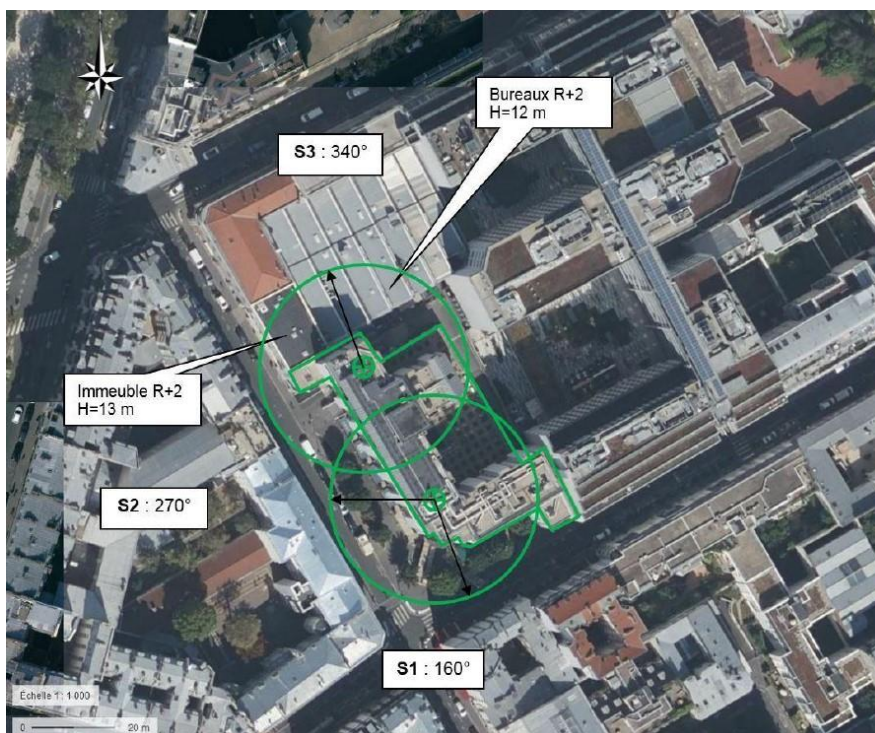 Bureaux R+2
H=12 m
S3 : 340°
Immeuble R+2
H=13 m
S2 : 270°
S1 : 160°
Échelle 1 : 1 000
0 20 m